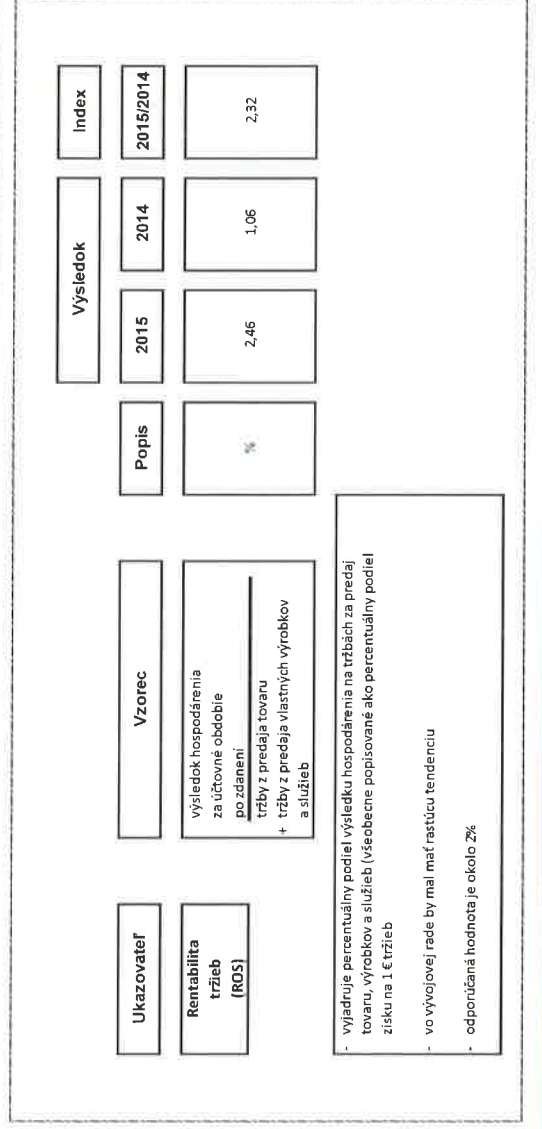 Výsledok
Index
Ukazovateľ
Vzorec
Popis
2015
2014
2015/2014
Rentabilita
tržieb
(ROS)
výsledok hospodárenia
za účtovné obdobie
po zdanení
tržby z predaja tovaru
+ tržby z predaja vlastných výrobkov
a služieb
%
2,46
1,06
2,32
- vyjadruje percentuálny podiel výsledku hospodárenia na tržbách za predaj
tovaru, výrobkov a služieb (všeobecne popisované ako percentuálny podiel
zisku na 1 € tržieb
- vo vývojovej rade by mal mať rastúcu tendenciu
- odporúčaná hodnota je okolo 2%